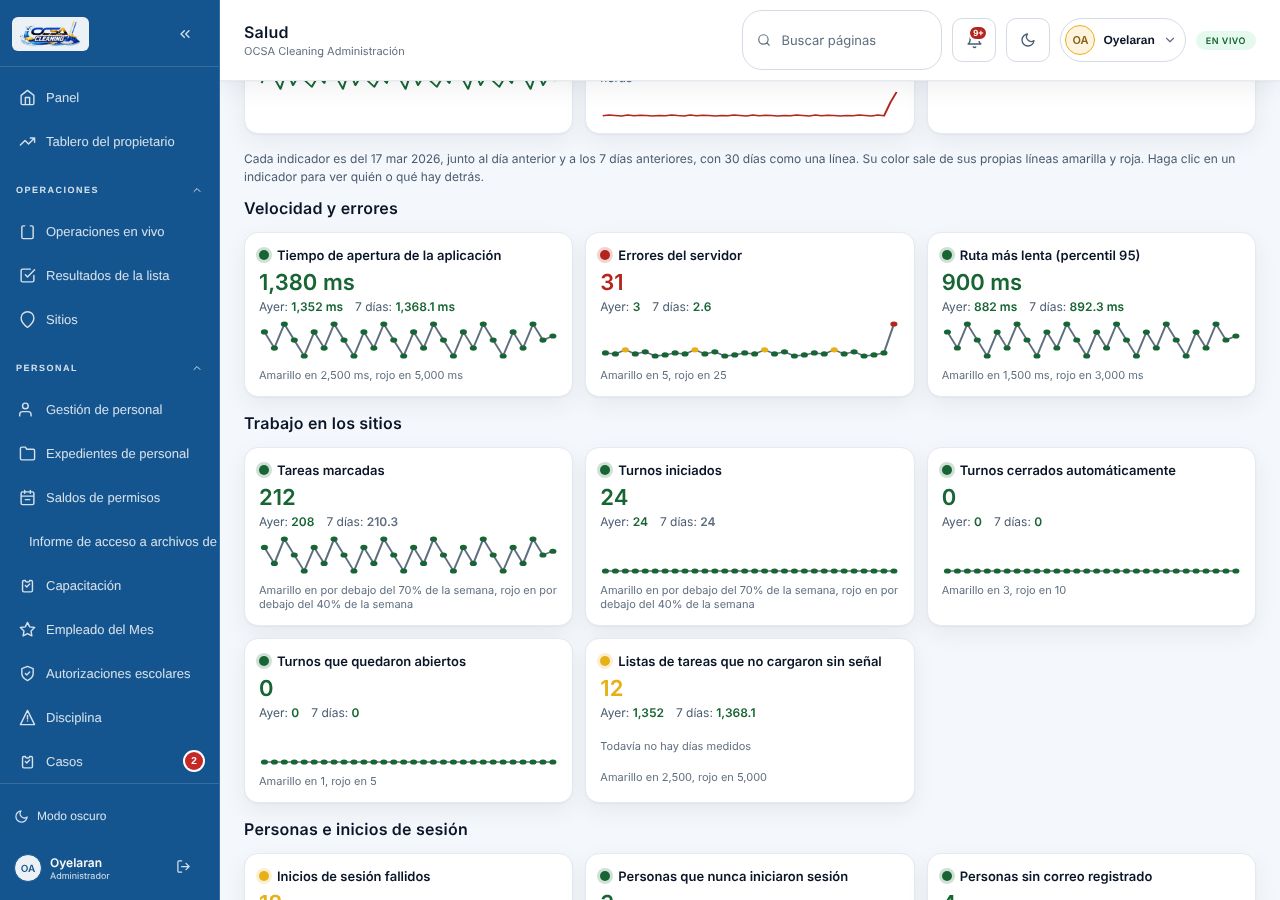 OCSA
CLEANING
Salud
OCSA Cleaning Administración
Buscar páginas
9+
OA
Oyelaran
EN VIVO
Panel
Tablero del propietario
OPERACIONES
Operaciones en vivo
Resultados de la lista
Sitios
PERSONAL
Gestión de personal
Expedientes de personal
Saldos de permisos
Informe de acceso a archivos de
Capacitación
Empleado del Mes
Autorizaciones escolares
Disciplina
Casos
2
Modo oscuro
OA
Oyelaran
Administrador
Cada indicador es del 17 mar 2026, junto al día anterior y a los 7 días anteriores, con 30 días como una línea. Su color sale de sus propias líneas amarilla y roja. Haga clic en un
indicador para ver quién o qué hay detrás.
Velocidad y errores
Tiempo de apertura de la aplicación
1,380 ms
Ayer: 1,352 ms 7 días: 1,368.1 ms
Amarillo en 2,500 ms, rojo en 5,000 ms
Errores del servidor
31
Ayer: 3 7 días: 2.6
Amarillo en 5, rojo en 25
Ruta más lenta (percentil 95)
900 ms
Ayer: 882 ms 7 días: 892.3 ms
Amarillo en 1,500 ms, rojo en 3,000 ms
Trabajo en los sitios
Tareas marcadas
212
Ayer: 208 7 días: 210.3
Amarillo en por debajo del 70% de la semana, rojo en por
debajo del 40% de la semana
Turnos iniciados
24
Ayer: 24 7 días: 24
Amarillo en por debajo del 70% de la semana, rojo en por
debajo del 40% de la semana
Turnos cerrados automáticamente
0
Ayer: 0 7 días: 0
Amarillo en 3, rojo en 10
Turnos que quedaron abiertos
0
Ayer: 0 7 días: 0
Amarillo en 1, rojo en 5
Listas de tareas que no cargaron sin señal
12
Ayer: 1,352 7 días: 1,368.1
Todavía no hay días medidos
Amarillo en 2,500, rojo en 5,000
Personas e inicios de sesión
Inicios de sesión fallidos
Personas que nunca iniciaron sesión
Personas sin correo registrado